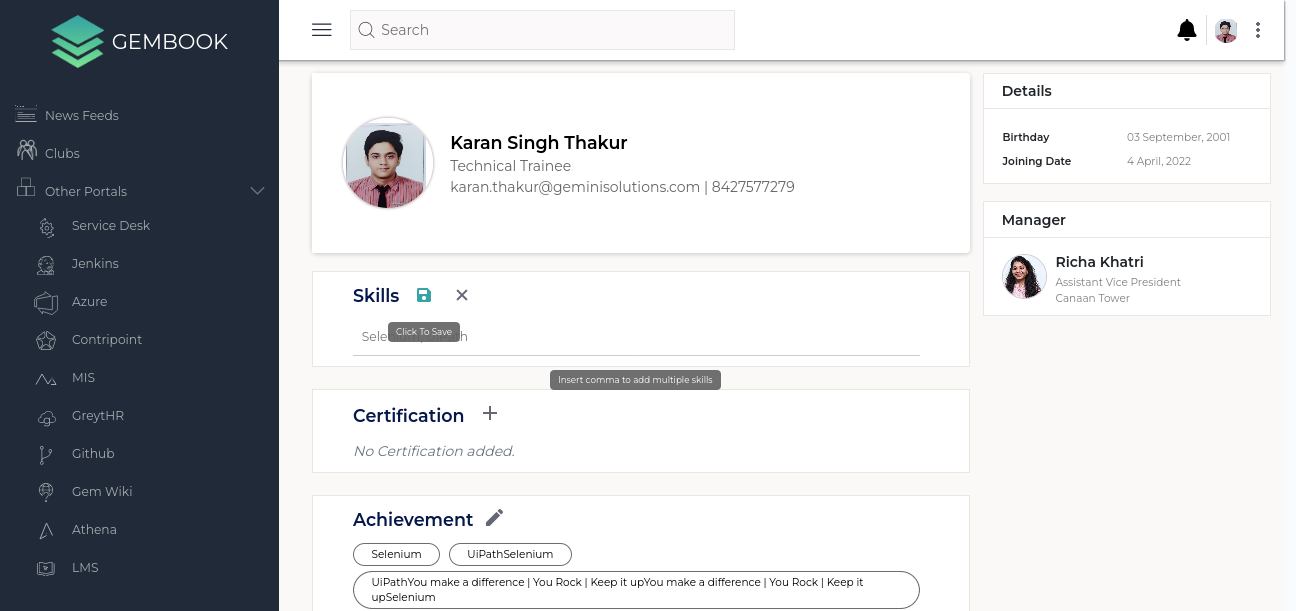 GEMBOOK
Search
News Feeds
Clubs
Other Portals
Service Desk
Jenkins
Azure
Contripoint
MIS
GreytHR
Github
Gem Wiki
Athena
LMS
Karan Singh Thakur
Technical Trainee
karan.thakur@geminisolutions.com | 8427577279
Skills
Click To Save
Insert comma to add multiple skills
Certification
No Certification added.
Achievement
Selenium
UiPathSelenium
UiPathYou make a difference | You Rock | Keep it upYou make a difference | You Rock | Keep it
upSelenium
Details
Birthday 03 September, 2001
Joining Date 4 April, 2022
Manager
Richa Khatri
Assistant Vice President
Canaan Tower